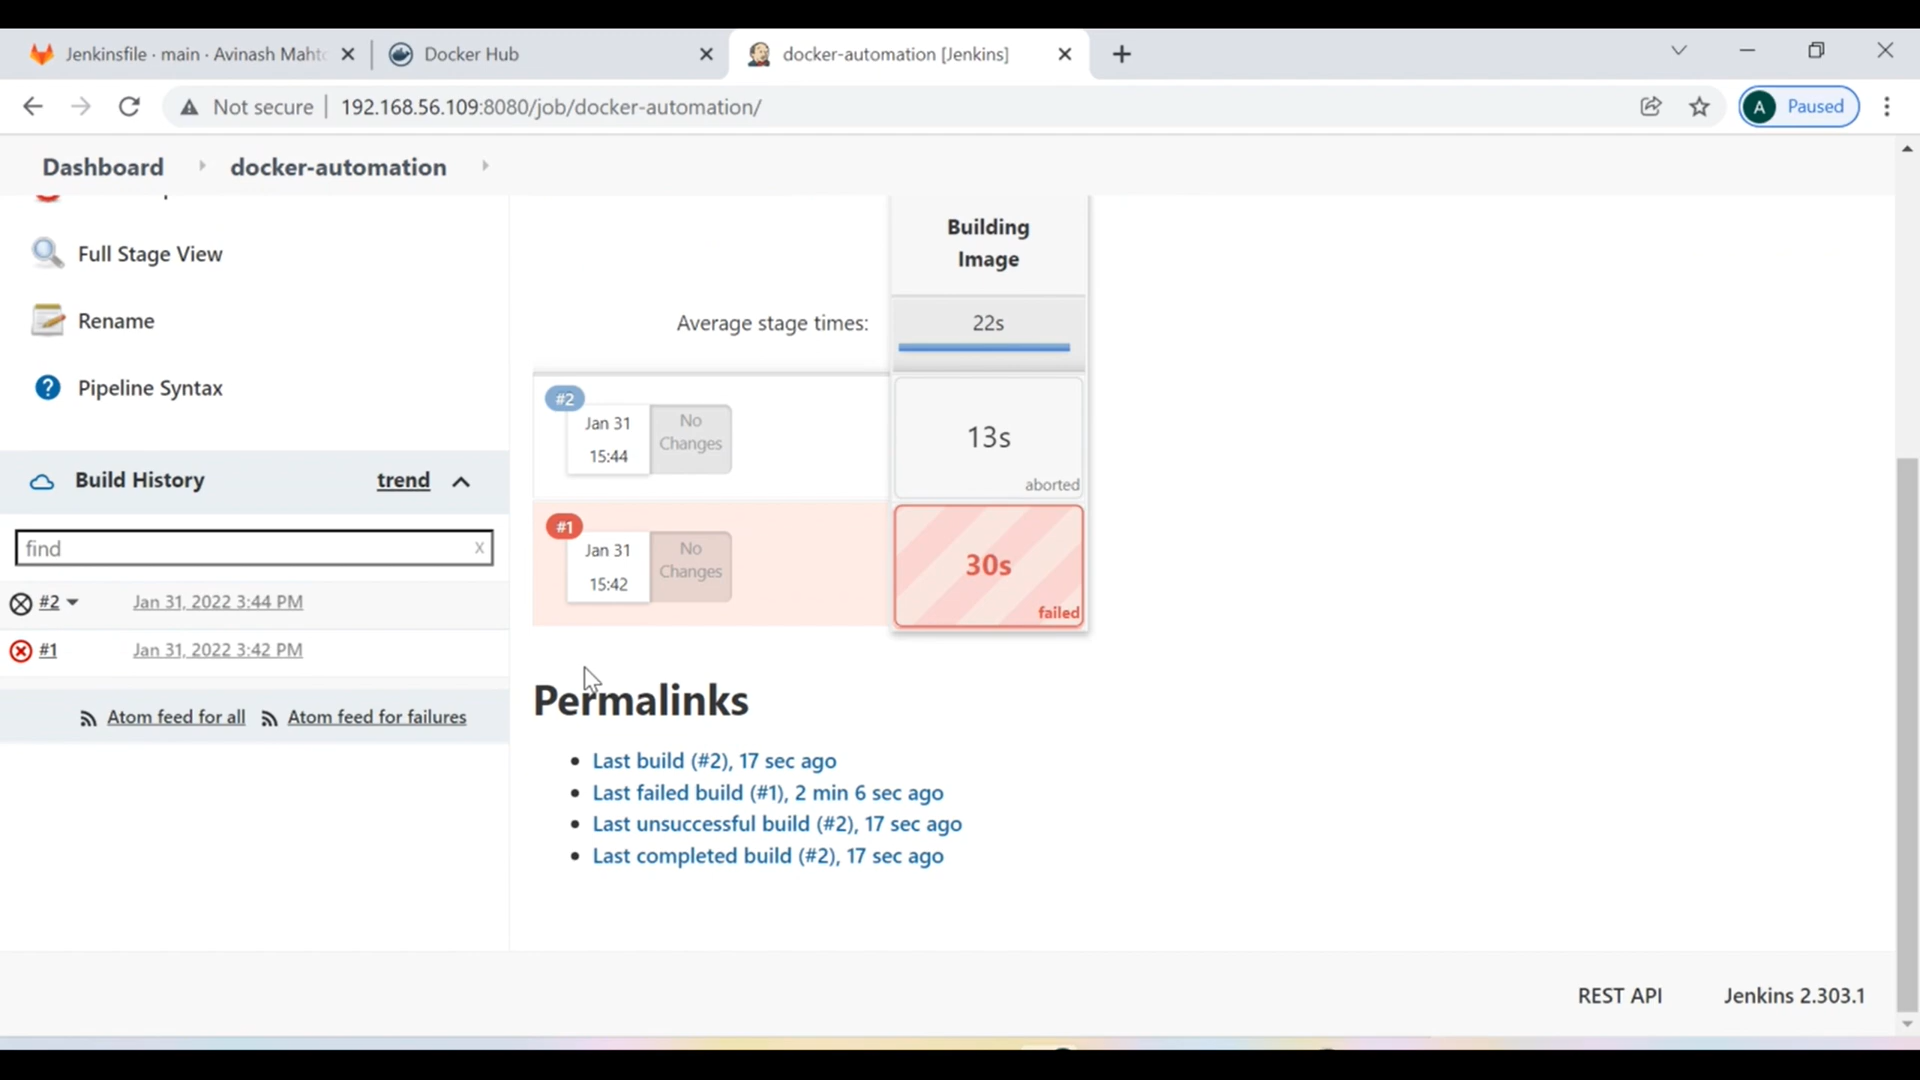 Jenkinsfile · main · Avinash Mahto
Docker Hub
docker-automation [Jenkins]
Not secure
192.168.56.109:8080/job/docker-automation/
A
Paused
Dashboard
docker-automation
Full Stage View
Rename
Pipeline Syntax
Build History
trend
find
x
#2
Jan 31, 2022 3:44 PM
#1
Jan 31, 2022 3:42 PM
Atom feed for all
Atom feed for failures
Building
Image
Average stage times:
22s
#2
Jan 31
15:44
No
Changes
13s
aborted
#1
Jan 31
15:42
No
Changes
30s
failed
Permalinks
Last build (#2), 17 sec ago
Last failed build (#1), 2 min 6 sec ago
Last unsuccessful build (#2), 17 sec ago
Last completed build (#2), 17 sec ago
REST API
Jenkins 2.303.1